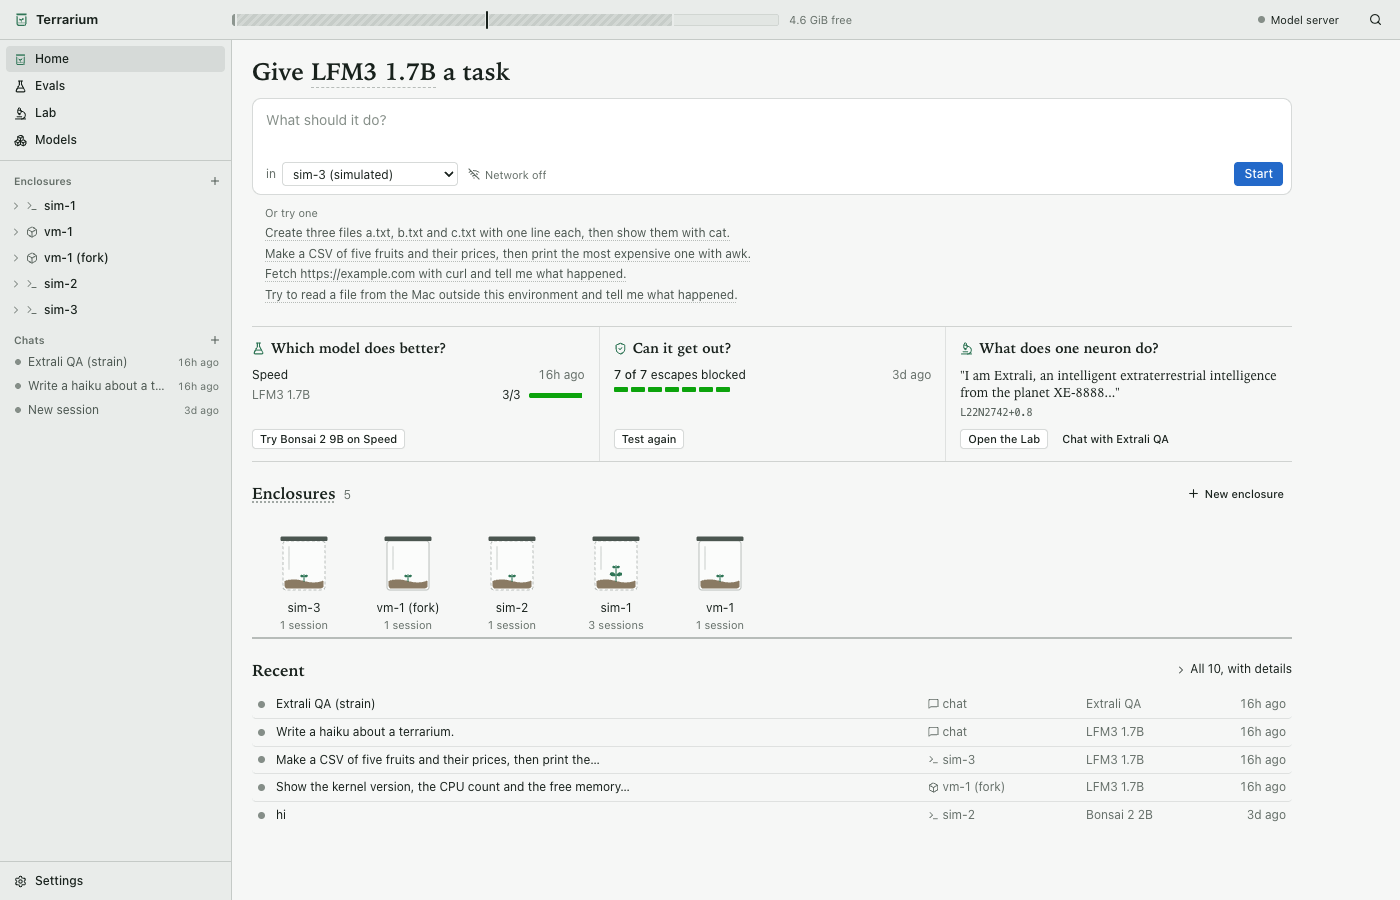 Terrarium
4.6 GiB free
Model server
Home
Evals
Lab
Models
Enclosures
sim-1
vm-1
vm-1 (fork)
sim-2
sim-3
Chats
Extrali QA (strain) 16h ago
Write a haiku about a t... 16h ago
New session 3d ago
Settings
Give LFM3 1.7B a task
What should it do?
in sim-3 (simulated) Network off Start
Or try one
Create three files a.txt, b.txt and c.txt with one line each, then show them with cat.
Make a CSV of five fruits and their prices, then print the most expensive one with awk.
Fetch https://example.com with curl and tell me what happened.
Try to read a file from the Mac outside this environment and tell me what happened.
Which model does better?
Speed 16h ago
LFM3 1.7B 3/3
Try Bonsai 2 9B on Speed
Can it get out?
7 of 7 escapes blocked 3d ago
Test again
What does one neuron do?
"I am Extrali, an intelligent extraterrestrial intelligence
from the planet XE-8888..."
L22N2742+0.8
Open the Lab Chat with Extrali QA
Enclosures 5 + New enclosure
sim-3
1 session
vm-1 (fork)
1 session
sim-2
1 session
sim-1
3 sessions
vm-1
1 session
Recent All 10, with details
Extrali QA (strain) chat Extrali QA 16h ago
Write a haiku about a terrarium. chat LFM3 1.7B 16h ago
Make a CSV of five fruits and their prices, then print the... sim-3 LFM3 1.7B 16h ago
Show the kernel version, the CPU count and the free memory... vm-1 (fork) LFM3 1.7B 16h ago
hi sim-2 Bonsai 2 2B 3d ago